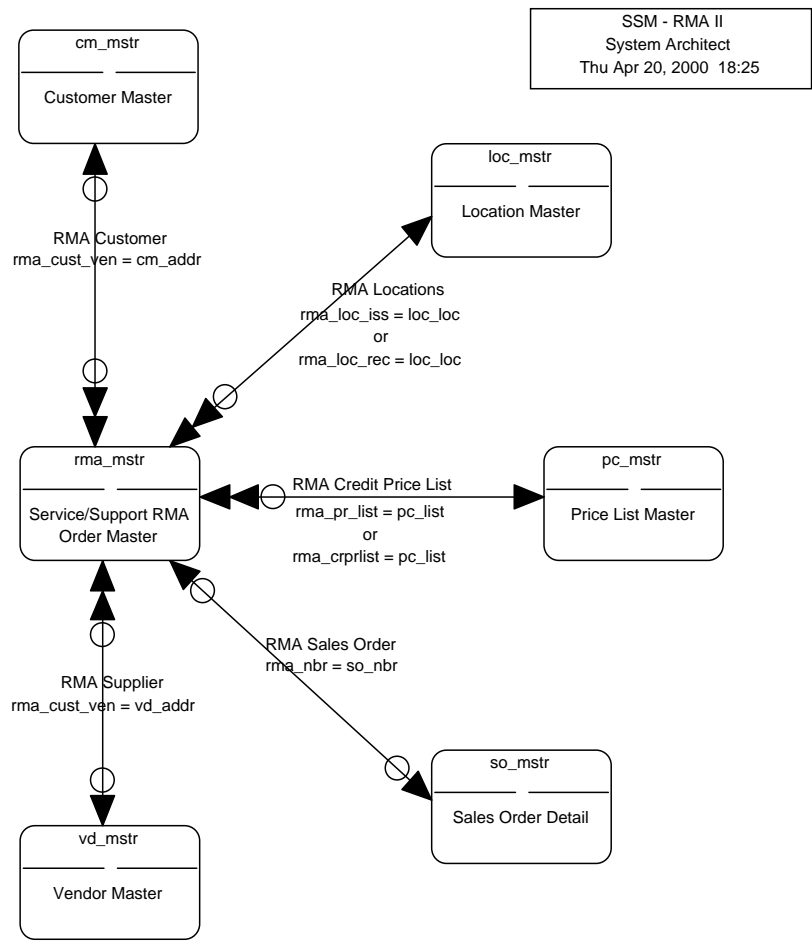 SSM - RMA II
System Architect
Thu Apr 20, 2000  18:25
cm_mstr
Customer Master
loc_mstr
Location Master
RMA Customer
rma_cust_ven = cm_addr
RMA Locations
rma_loc_iss = loc_loc
or
rma_loc_rec = loc_loc
rma_mstr
Service/Support RMA
Order Master
RMA Credit Price List
rma_pr_list = pc_list
or
rma_crprlist = pc_list
pc_mstr
Price List Master
RMA Sales Order
rma_nbr = so_nbr
RMA Supplier
rma_cust_ven = vd_addr
so_mstr
Sales Order Detail
vd_mstr
Vendor Master